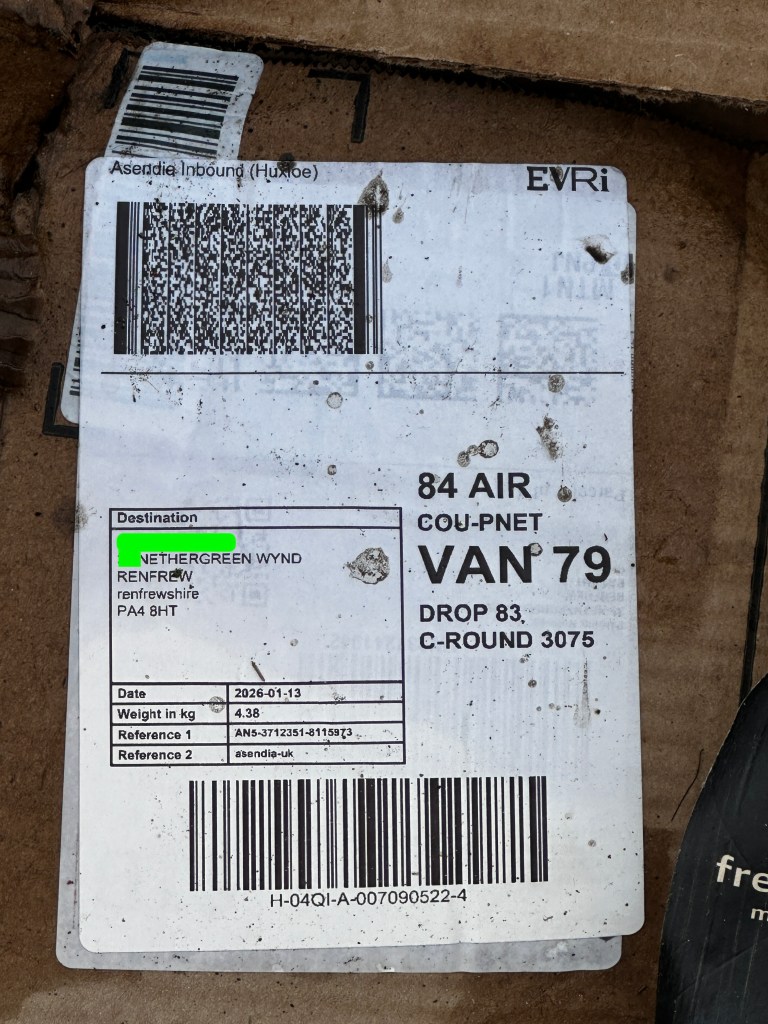 Asendie Inbound (Huxloe)
EVRi
84 AIR
COU-PNET
VAN 79
DROP 83,
C-ROUND 3075
Destination
NETHERGREEN WYND
RENFREW
renfrewshire
PA4 8HT
Date 2026-01-13
Weight in kg 4.38
Reference 1 AN5-3712351-8115973
Reference 2 asendia-uk
H-04QI-A-007090522-4
fre
m